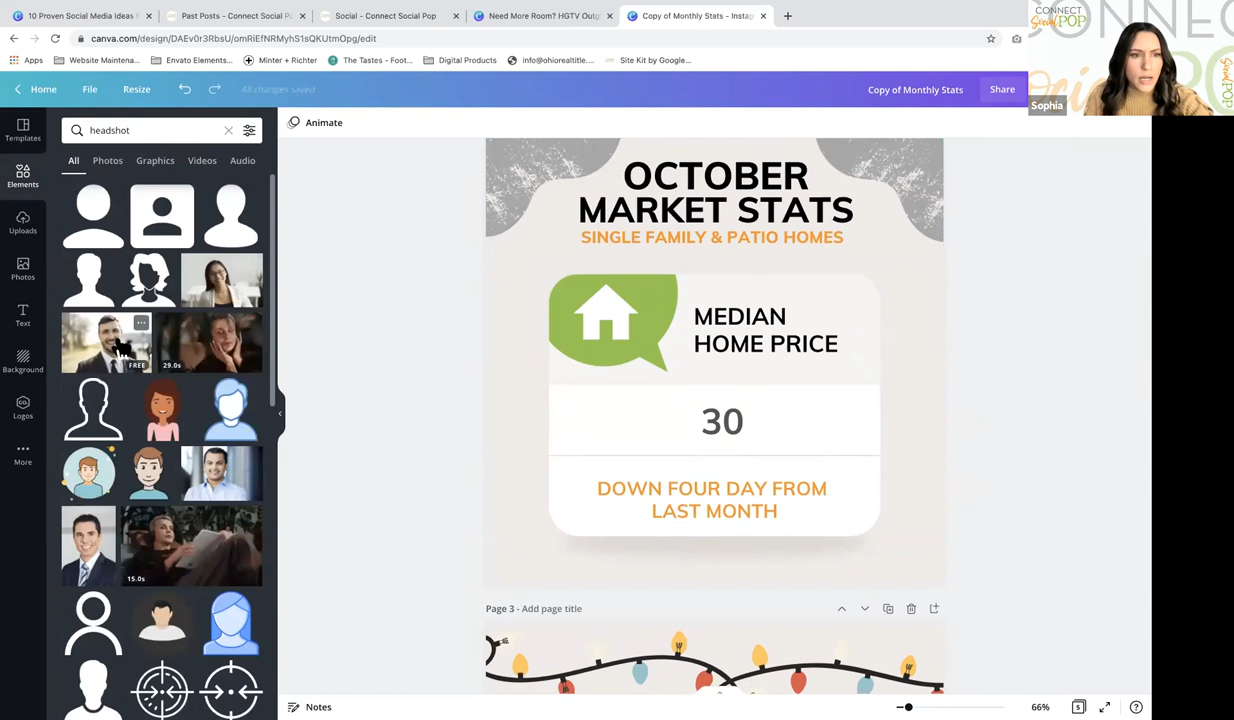 10 Proven Social Media Ideas
Past Posts - Connect Social P
Social - Connect Social Pop
Need More Room? HGTV Outg
Copy of Monthly Stats - Instag
canva.com/design/DAEv0r3RbsU/omRiEfNRMyhS1sQKUtmOpg/edit
Apps
Website Maintena...
Envato Elements...
Minter + Richter
The Tastes - Foot...
Digital Products
info@ohiorealtitle....
Site Kit by Google...
CONNECT
Social POP
Sophia
Home
File
Resize
All changes saved
Copy of Monthly Stats
Share
Templates
Elements
Uploads
Photos
Text
Background
Logos
More
headshot
All
Photos
Graphics
Videos
Audio
FREE
29.0s
15.0s
Animate
OCTOBER
MARKET STATS
SINGLE FAMILY & PATIO HOMES
MEDIAN
HOME PRICE
30
DOWN FOUR DAY FROM
LAST MONTH
Page 3 - Add page title
Notes
66%
5